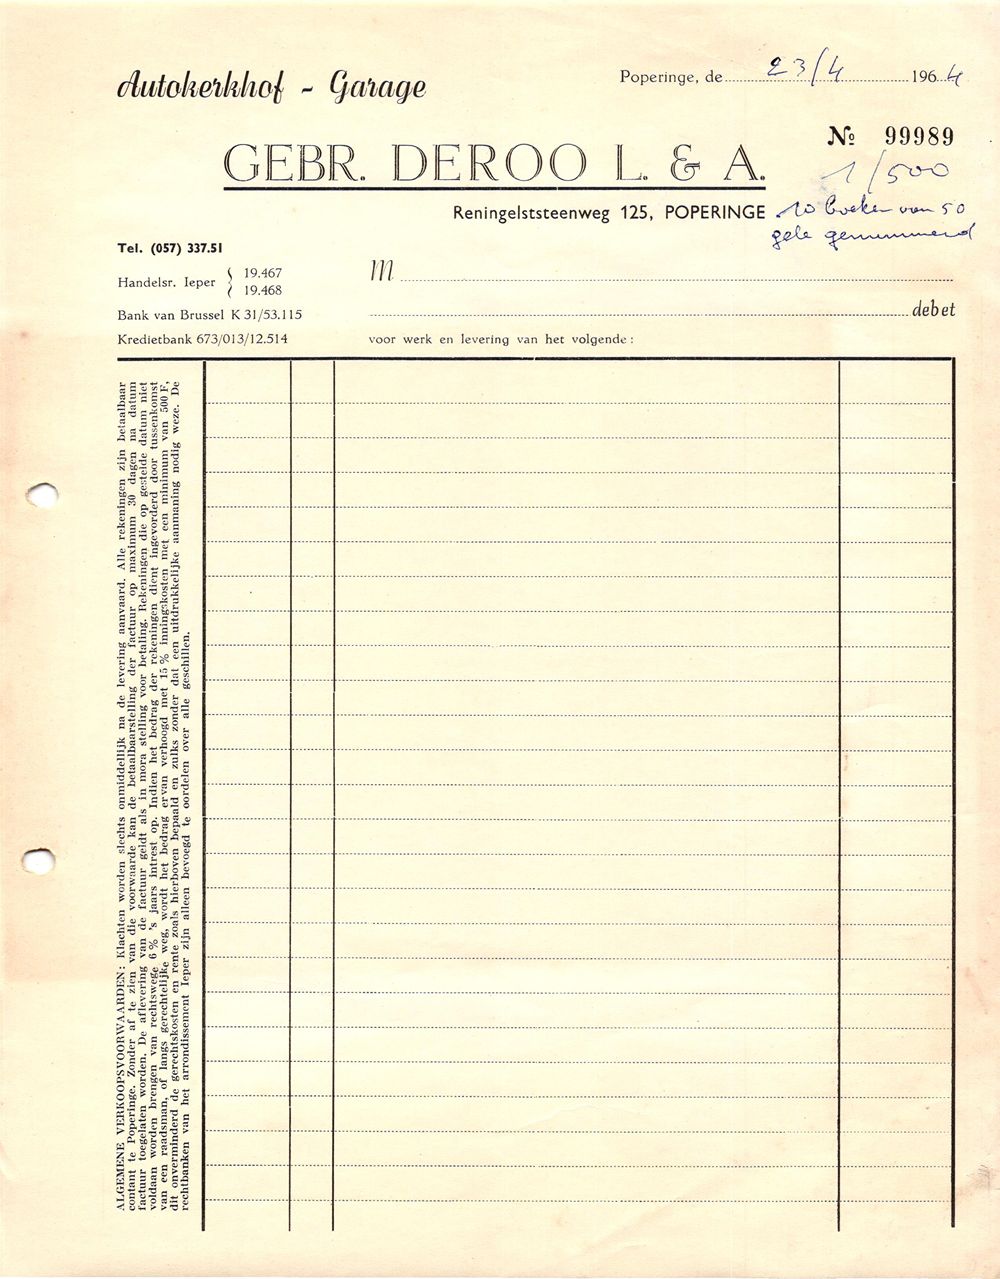 Autokerkhof - Garage
Poperinge, de 23/4 1964
№ 99989
GEBR. DEROO L. & A.
1/500
Reningelststeenweg 125, POPERINGE
10 boeken van 50
gele genummerd
Tel. (057) 337.51
Handelsr. Ieper { 19.467
{ 19.468
M
Bank van Brussel K 31/53.115
debet
Kredietbank 673/013/12.514
voor werk en levering van het volgende :
ALGEMENE VERKOOPSVOORWAARDEN: Klachten worden slechts onmiddellijk na de levering aanvaard. Alle rekeningen zijn betaalbaar
contant te Poperinge. Zonder af te zien van die voorwaarde kan de betaalbaarstelling der factuur op maximum 30 dagen na datum
factuur toegelaten worden. De aflevering van de factuur geldt als in mora stelling voor betaling. Rekeningen die op gestelde datum niet
voldaan worden brengen van rechtswege 6 % 's jaars intrest op. Indien het bedrag der rekeningen dient ingevorderd door tussenkomst
van een raadsman, of langs gerechtelijke weg, wordt het bedrag ervan verhoogd met 15 % inningskosten met een minimum van 500 F,
dit onverminderd de gerechtskosten en rente zoals hierboven bepaald en zulks zonder dat een uitdrukkelijke aanmaning nodig weze. De
rechtbanken van het arrondissement Ieper zijn alleen bevoegd te oordelen over alle geschillen.